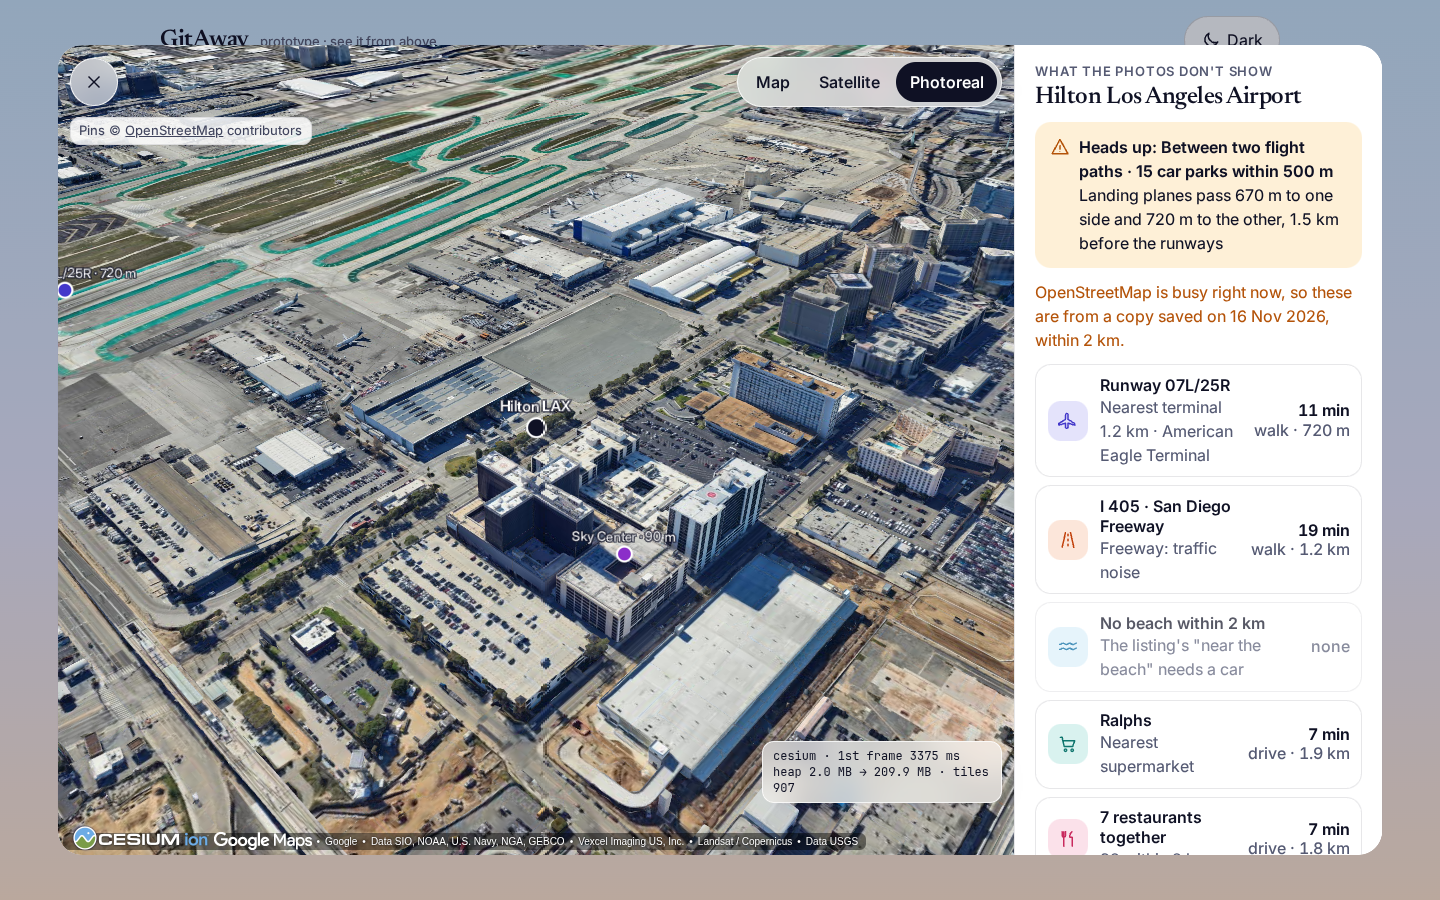 GitAway prototype · see it from above
Dark
Map Satellite Photoreal
Pins © OpenStreetMap contributors
L/25R · 720 m
Hilton LAX
Sky Center · 90 m
cesium · 1st frame 3375 ms
heap 2.0 MB → 209.9 MB · tiles
907
CESIUM ion Google Maps • Google • Data SIO, NOAA, U.S. Navy, NGA, GEBCO • Vexcel Imaging US, Inc. • Landsat / Copernicus • Data USGS
WHAT THE PHOTOS DON'T SHOW
Hilton Los Angeles Airport
Heads up: Between two flight
paths · 15 car parks within 500 m
Landing planes pass 670 m to one
side and 720 m to the other, 1.5 km
before the runways
OpenStreetMap is busy right now, so these
are from a copy saved on 16 Nov 2026,
within 2 km.
Runway 07L/25R
Nearest terminal
1.2 km · American
Eagle Terminal
11 min
walk · 720 m
I 405 · San Diego
Freeway
Freeway: traffic
noise
19 min
walk · 1.2 km
No beach within 2 km
The listing's "near the
beach" needs a car
none
Ralphs
Nearest
supermarket
7 min
drive · 1.9 km
7 restaurants
together
7 min
drive · 1.8 km